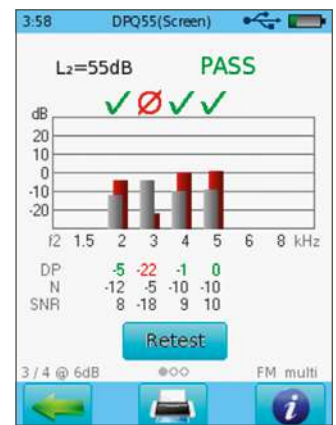 3:58 DPQ55(Screen)
L₂=55dB PASS
dB
20
10
0
-10
-20
f2 1.5 2 3 4 5 6 8 kHz
DP -5 -22 -1 0
N -12 -5 -10 -10
SNR 8 -18 9 10
Retest
3 / 4 @ 6dB FM multi
i